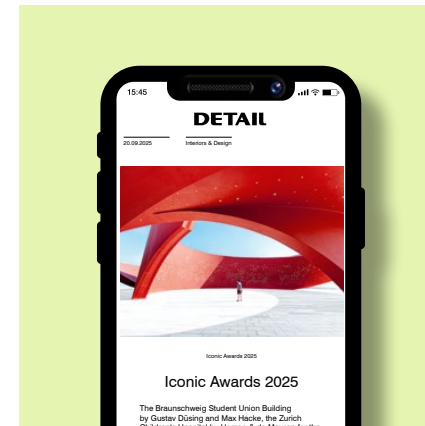 15:45
DETAIL
20.09.2025 Interiors & Design
Iconic Awards 2025
Iconic Awards 2025
The Braunschweig Student Union Building
by Gustav Düsing and Max Hacke, the Zurich